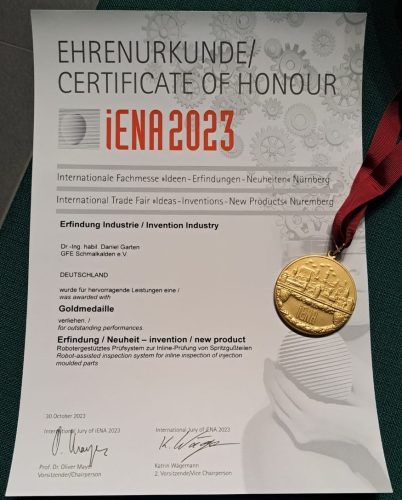 EHRENURKUNDE/
CERTIFICATE OF HONOUR
iENA2023
Internationale Fachmesse »Ideen-Erfindungen-Neuheiten« Nürnberg
International Trade Fair »Ideas-Inventions-New Products« Nuremberg
Erfindung Industrie / Invention Industry
Dr.-Ing. habil. Daniel Garten
GFE Schmalkalden e.V.
DEUTSCHLAND
wurde für hervorragende Leistungen eine /
was awarded with
Goldmedaille
verliehen. /
for outstanding performances.
Erfindung / Neuheit – invention / new product
Robotergestütztes Prüfsystem zur Inline-Prüfung von Spritzgußteilen
Robot-assisted inspection system for inline inspection of injection
moulded parts
30 October 2023
International Jury of iENA 2023
International Jury of iENA 2023
Prof. Dr. Oliver Mayer
Vorsitzender/Chairperson
Katrin Wagemann
2. Vorsitzende/Vice Chairperson
iENA